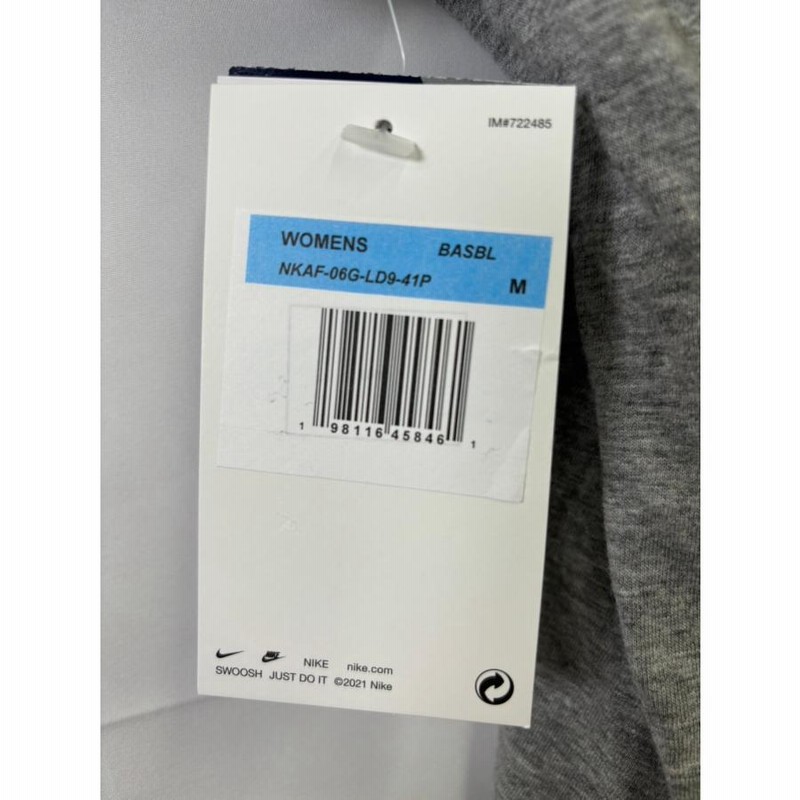 IM#722485
WOMENS BASBL
NKAF-06G-LD9-41P M
1 98116 45846 1
NIKE nike.com
SWOOSH JUST DO IT ©2021 Nike